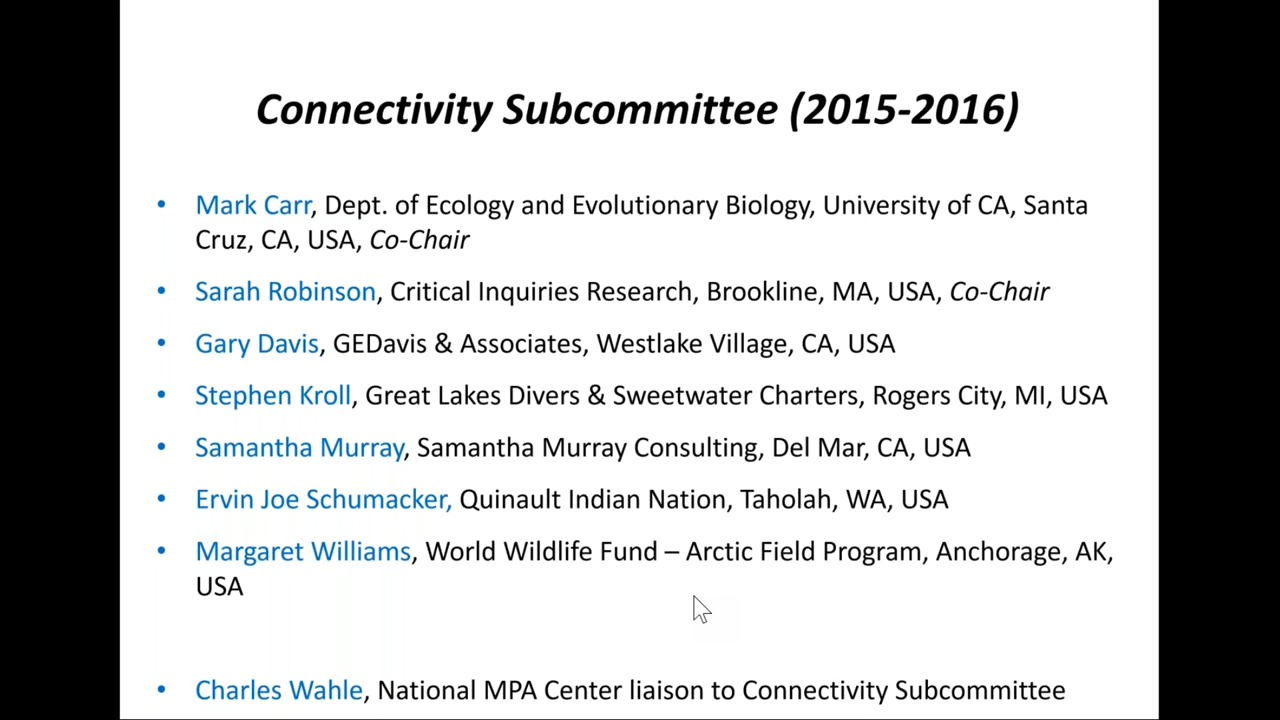 Connectivity Subcommittee (2015-2016)
• Mark Carr, Dept. of Ecology and Evolutionary Biology, University of CA, Santa
Cruz, CA, USA, Co-Chair
• Sarah Robinson, Critical Inquiries Research, Brookline, MA, USA, Co-Chair
• Gary Davis, GEDavis & Associates, Westlake Village, CA, USA
• Stephen Kroll, Great Lakes Divers & Sweetwater Charters, Rogers City, MI, USA
• Samantha Murray, Samantha Murray Consulting, Del Mar, CA, USA
• Ervin Joe Schumacker, Quinault Indian Nation, Taholah, WA, USA
• Margaret Williams, World Wildlife Fund – Arctic Field Program, Anchorage, AK,
USA
• Charles Wahle, National MPA Center liaison to Connectivity Subcommittee